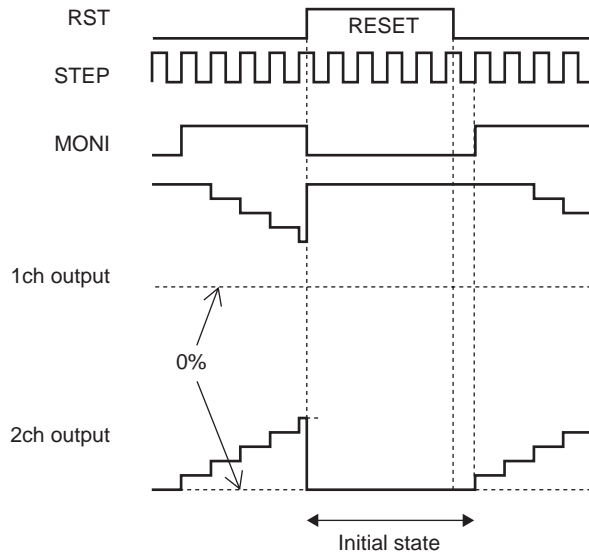 RST
RESET
STEP
MONI
1ch output
0%
2ch output
Initial state